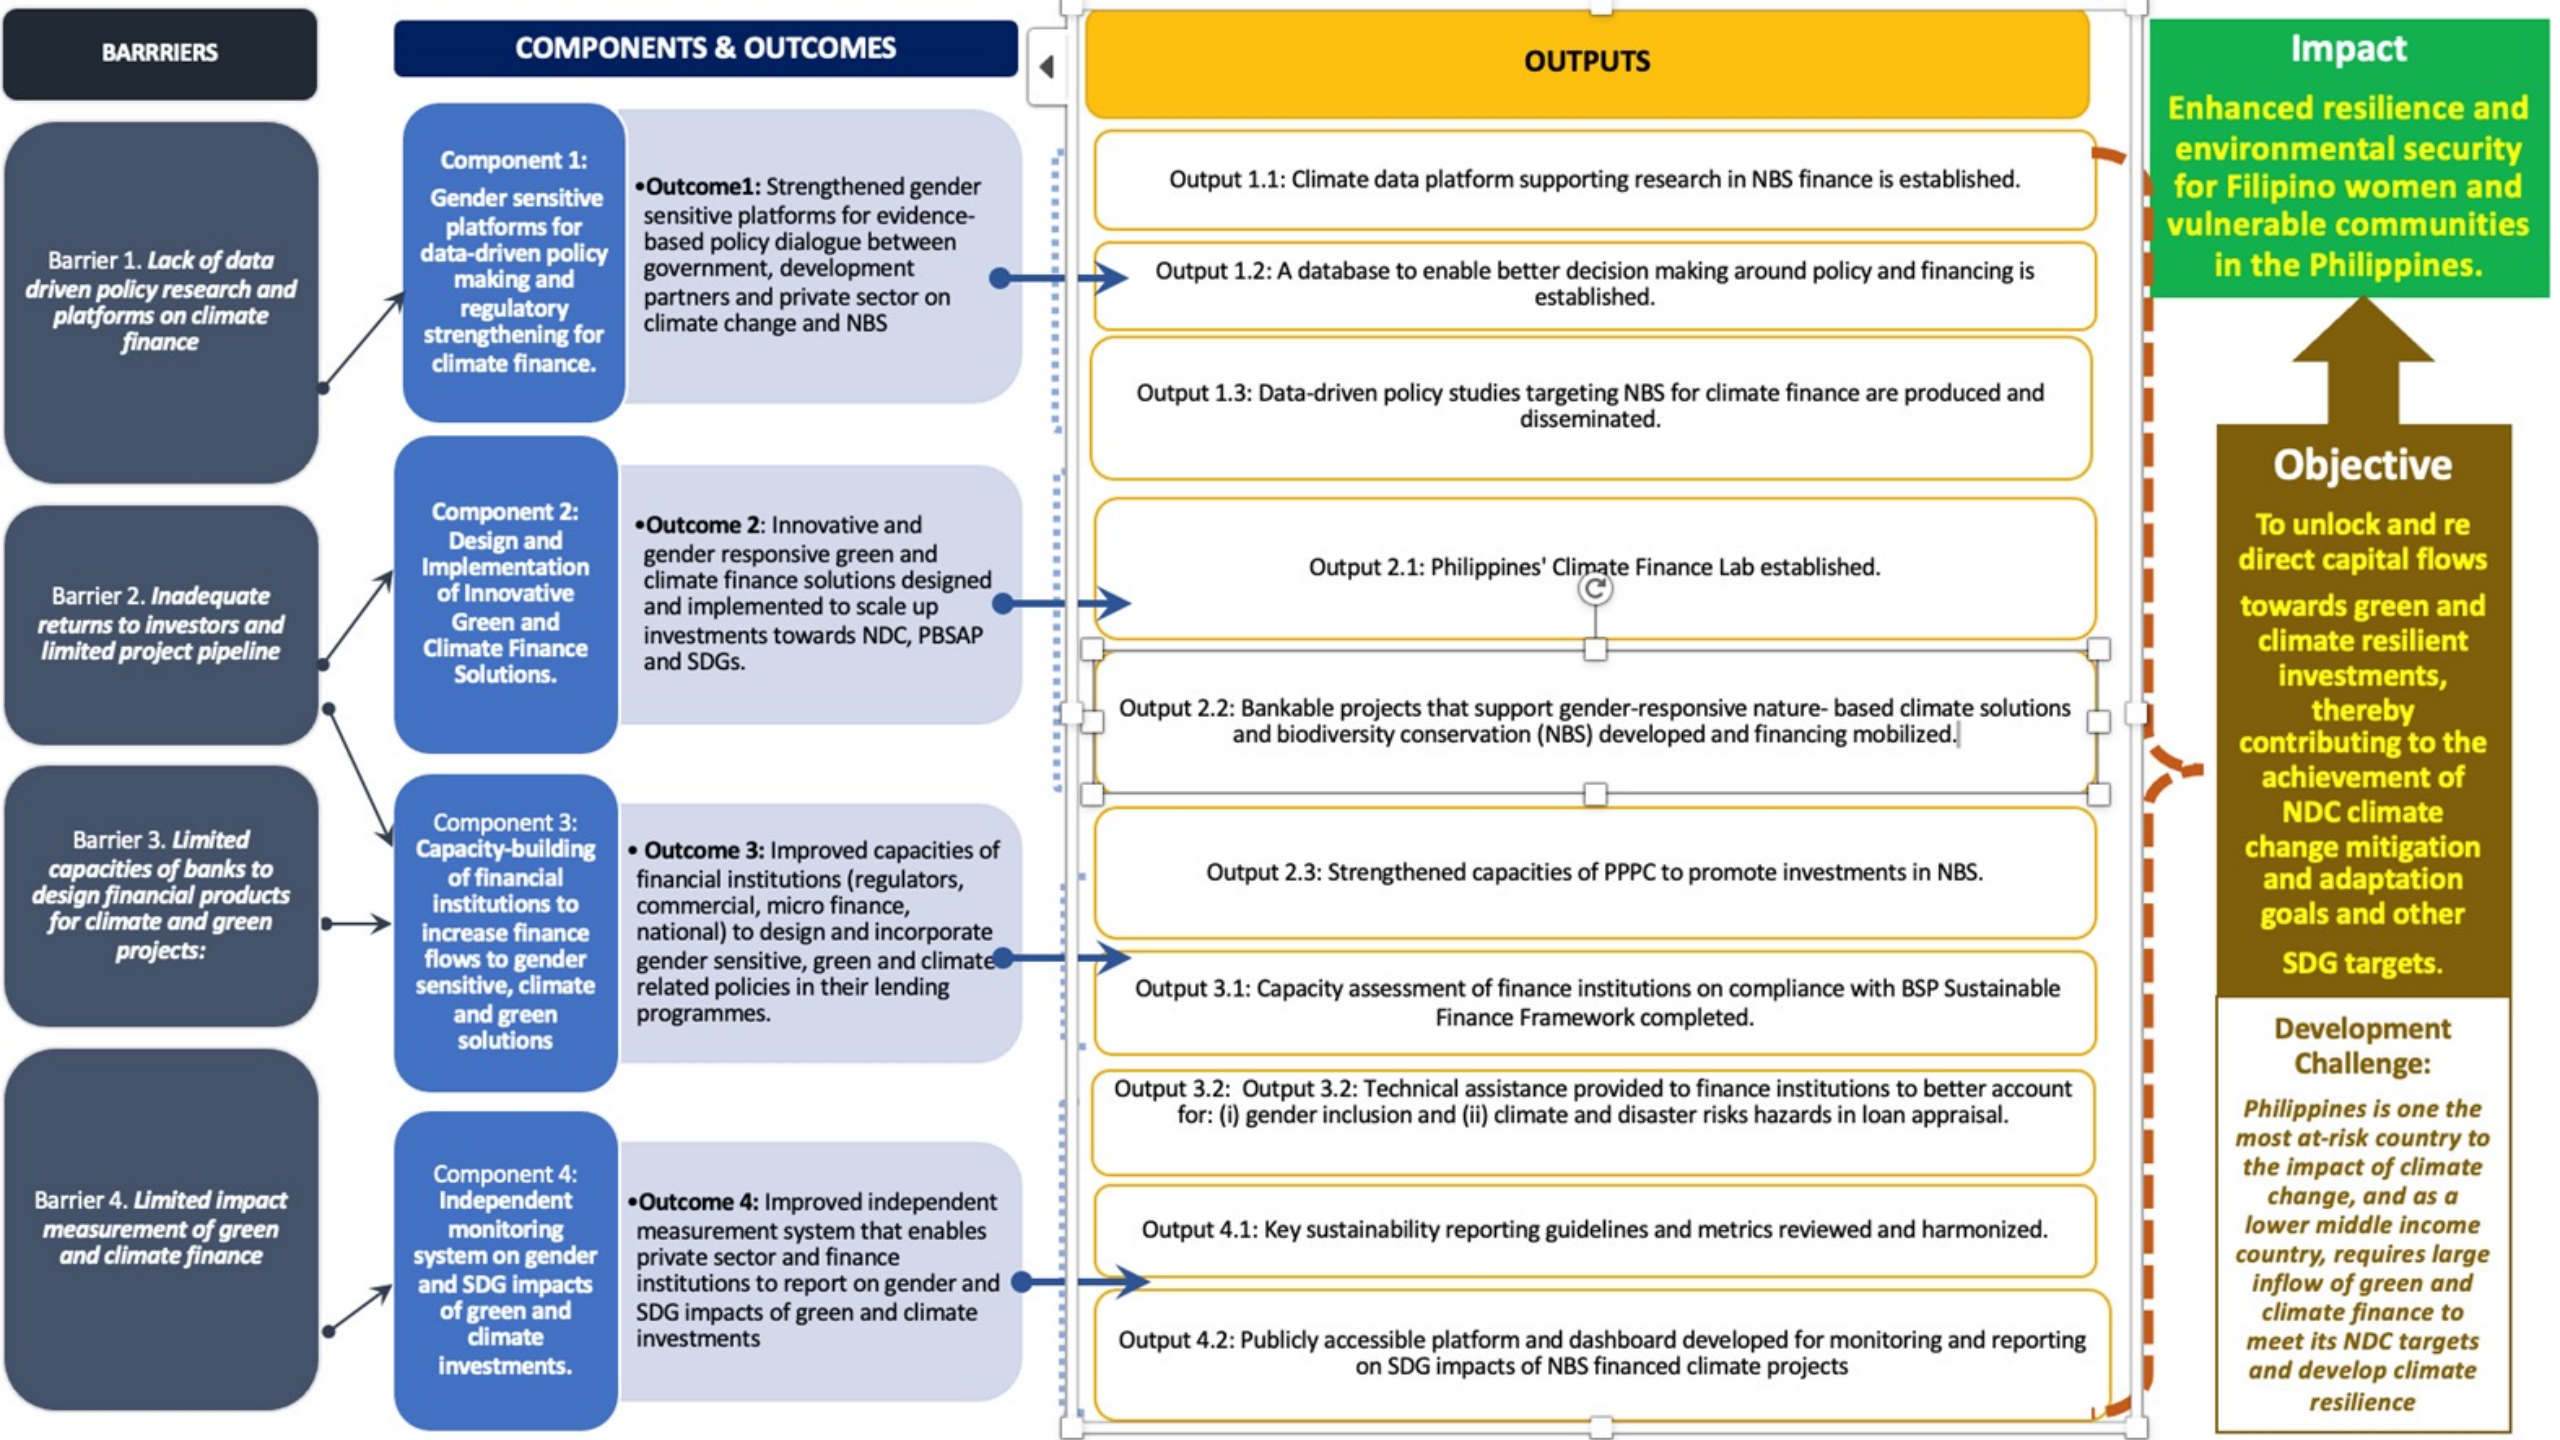 BARRRIERS
Barrier 1. Lack of data
driven policy research and
platforms on climate
finance
Barrier 2. Inadequate
returns to investors and
limited project pipeline
Barrier 3. Limited
capacities of banks to
design financial products
for climate and green
projects:
Barrier 4. Limited impact
measurement of green
and climate finance
COMPONENTS & OUTCOMES
Component 1:
Gender sensitive
platforms for
data-driven policy
making and
regulatory
strengthening for
climate finance.
•Outcome1: Strengthened gender
sensitive platforms for evidence-
based policy dialogue between
government, development
partners and private sector on
climate change and NBS
Component 2:
Design and
Implementation
of Innovative
Green and
Climate Finance
Solutions.
•Outcome 2: Innovative and
gender responsive green and
climate finance solutions designed
and implemented to scale up
investments towards NDC, PBSAP
and SDGs.
Component 3:
Capacity-building
of financial
institutions to
increase finance
flows to gender
sensitive, climate
and green
solutions
• Outcome 3: Improved capacities of
financial institutions (regulators,
commercial, micro finance,
national) to design and incorporate
gender sensitive, green and climate
related policies in their lending
programmes.
Component 4:
Independent
monitoring
system on gender
and SDG impacts
of green and
climate
investments.
•Outcome 4: Improved independent
measurement system that enables
private sector and finance
institutions to report on gender and
SDG impacts of green and climate
investments
OUTPUTS
Output 1.1: Climate data platform supporting research in NBS finance is established.
Output 1.2: A database to enable better decision making around policy and financing is
established.
Output 1.3: Data-driven policy studies targeting NBS for climate finance are produced and
disseminated.
Output 2.1: Philippines' Climate Finance Lab established.
Output 2.2: Bankable projects that support gender-responsive nature- based climate solutions
and biodiversity conservation (NBS) developed and financing mobilized.
Output 2.3: Strengthened capacities of PPPC to promote investments in NBS.
Output 3.1: Capacity assessment of finance institutions on compliance with BSP Sustainable
Finance Framework completed.
Output 3.2: Output 3.2: Technical assistance provided to finance institutions to better account
for: (i) gender inclusion and (ii) climate and disaster risks hazards in loan appraisal.
Output 4.1: Key sustainability reporting guidelines and metrics reviewed and harmonized.
Output 4.2: Publicly accessible platform and dashboard developed for monitoring and reporting
on SDG impacts of NBS financed climate projects
Impact
Enhanced resilience and
environmental security
for Filipino women and
vulnerable communities
in the Philippines.
Objective
To unlock and re
direct capital flows
towards green and
climate resilient
investments,
thereby
contributing to the
achievement of
NDC climate
change mitigation
and adaptation
goals and other
SDG targets.
Development
Challenge:
Philippines is one the
most at-risk country to
the impact of climate
change, and as a
lower middle income
country, requires large
inflow of green and
climate finance to
meet its NDC targets
and develop climate
resilience